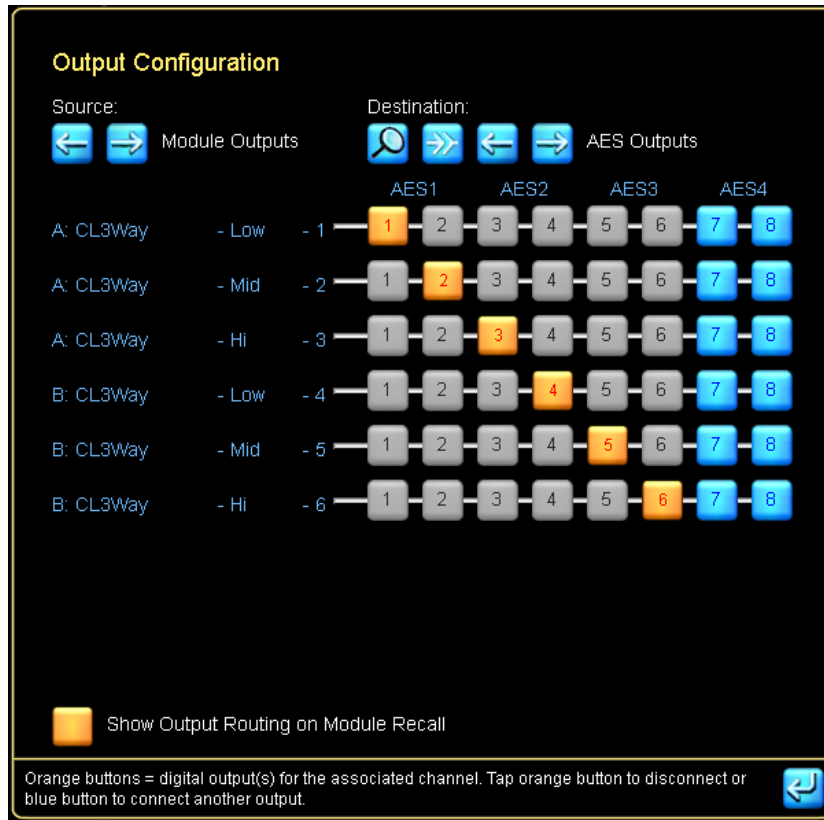 Output Configuration
Source: Destination:
Module Outputs AES Outputs
AES1 AES2 AES3 AES4
A: CL3Way - Low - 1 1 2 3 4 5 6 7 8
A: CL3Way - Mid - 2 1 2 3 4 5 6 7 8
A: CL3Way - Hi - 3 1 2 3 4 5 6 7 8
B: CL3Way - Low - 4 1 2 3 4 5 6 7 8
B: CL3Way - Mid - 5 1 2 3 4 5 6 7 8
B: CL3Way - Hi - 6 1 2 3 4 5 6 7 8
Show Output Routing on Module Recall
Orange buttons = digital output(s) for the associated channel. Tap orange button to disconnect or
blue button to connect another output.